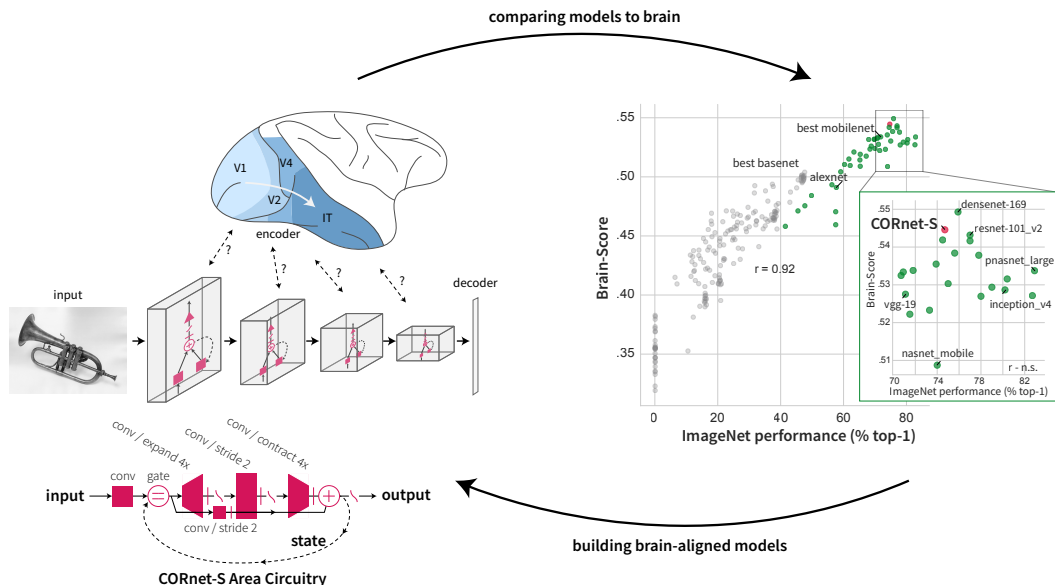 comparing models to brain
V1
V4
V2
IT
encoder
?
?
?
?
input
decoder
conv / expand 4x
conv / stride 2
conv / contract 4x
conv
gate
input
output
conv / stride 2
state
CORnet-S Area Circuitry
Brain-Score
.55
.50
.45
.40
.35
best mobilenet
best basenet
alexnet
r = 0.92
0
20
40
60
80
ImageNet performance (% top-1)
Brain-Score
.55
.54
.53
.52
.51
densenet-169
CORnet-S
resnet-101_v2
pnasnet_large
vgg-19
inception_v4
nasnet_mobile
r - n.s.
70
74
78
82
ImageNet performance (% top-1)
building brain-aligned models